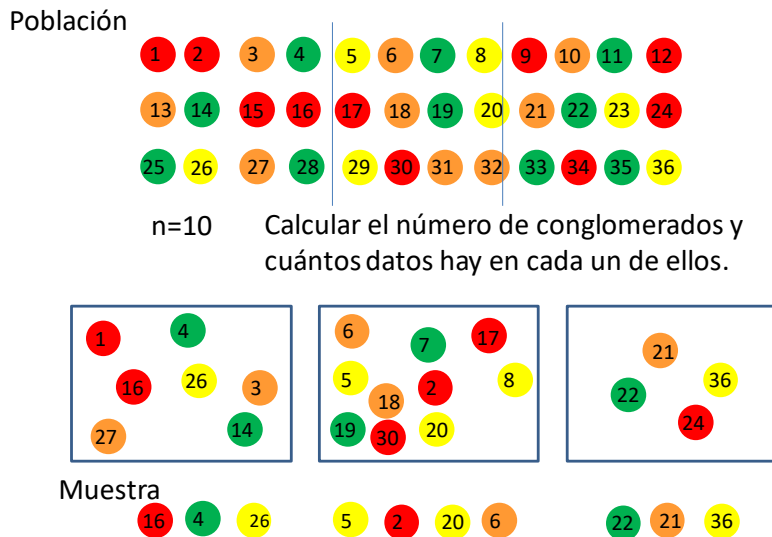 Población
1 2 3 4 5 6 7 8 9 10 11 12
13 14 15 16 17 18 19 20 21 22 23 24
25 26 27 28 29 30 31 32 33 34 35 36
n=10
Calcular el número de conglomerados y
cuántos datos hay en cada un de ellos.
1 4
16 26 3
27 14
6 7 17
5 2 8
18
19 30 20
21
22 36
24
Muestra
16 4 26 5 2 20 6 22 21 36